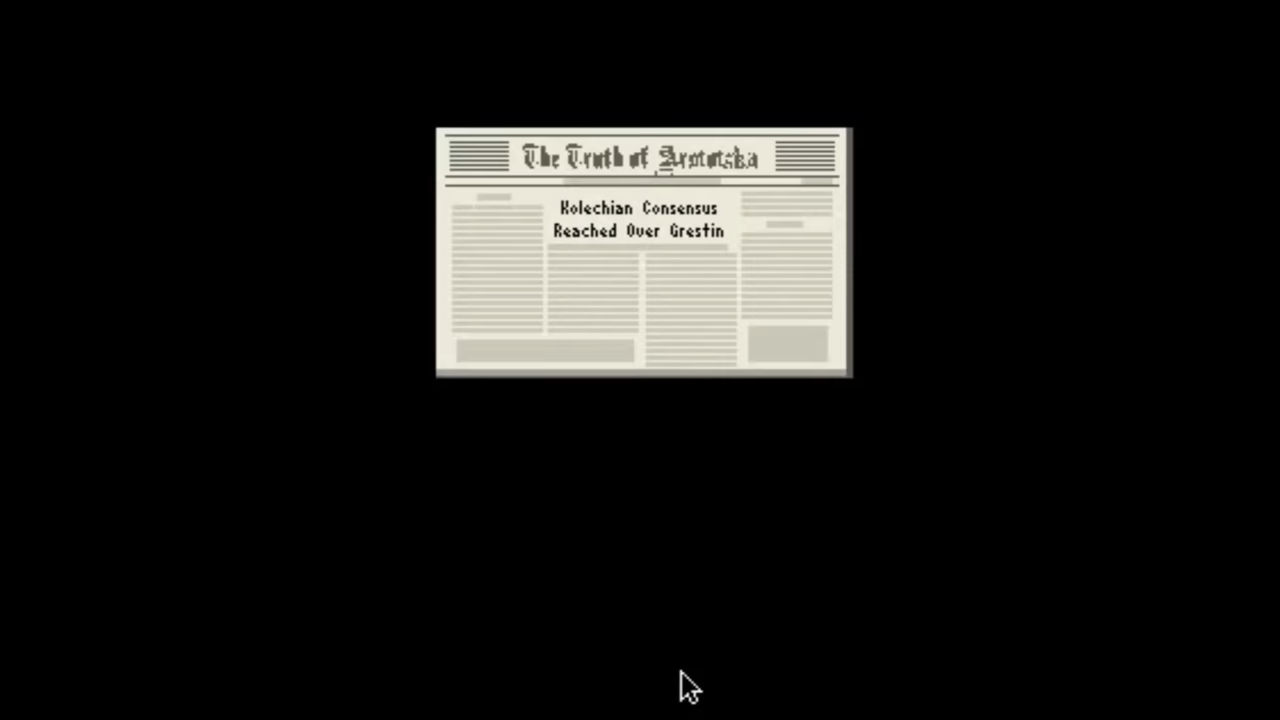 The Truth of Arstotzka
Kolechian Consensus
Reached Over Grestin